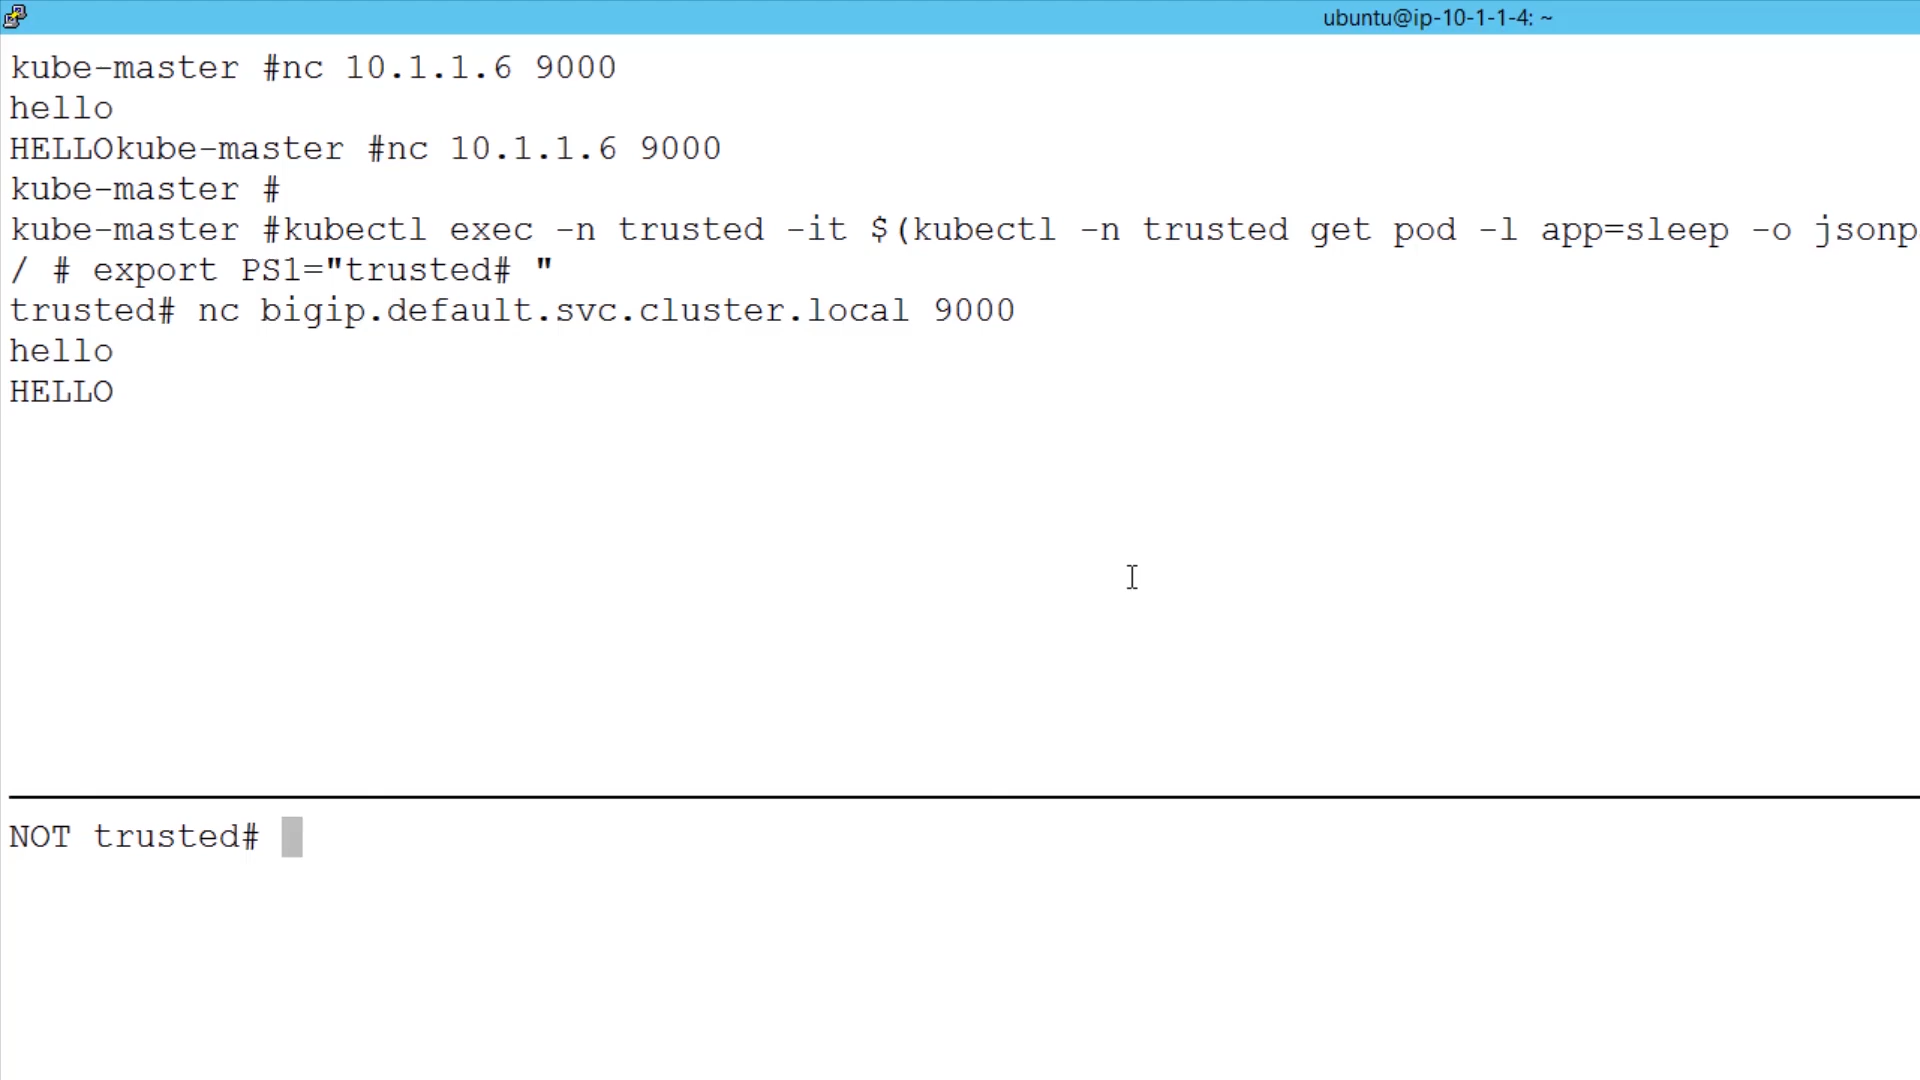 ubuntu@ip-10-1-1-4: ~
kube-master #nc 10.1.1.6 9000
hello
HELLOkube-master #nc 10.1.1.6 9000
kube-master #
kube-master #kubectl exec -n trusted -it $(kubectl -n trusted get pod -l app=sleep -o jsonp
/ # export PS1="trusted# "
trusted# nc bigip.default.svc.cluster.local 9000
hello
HELLO
NOT trusted#